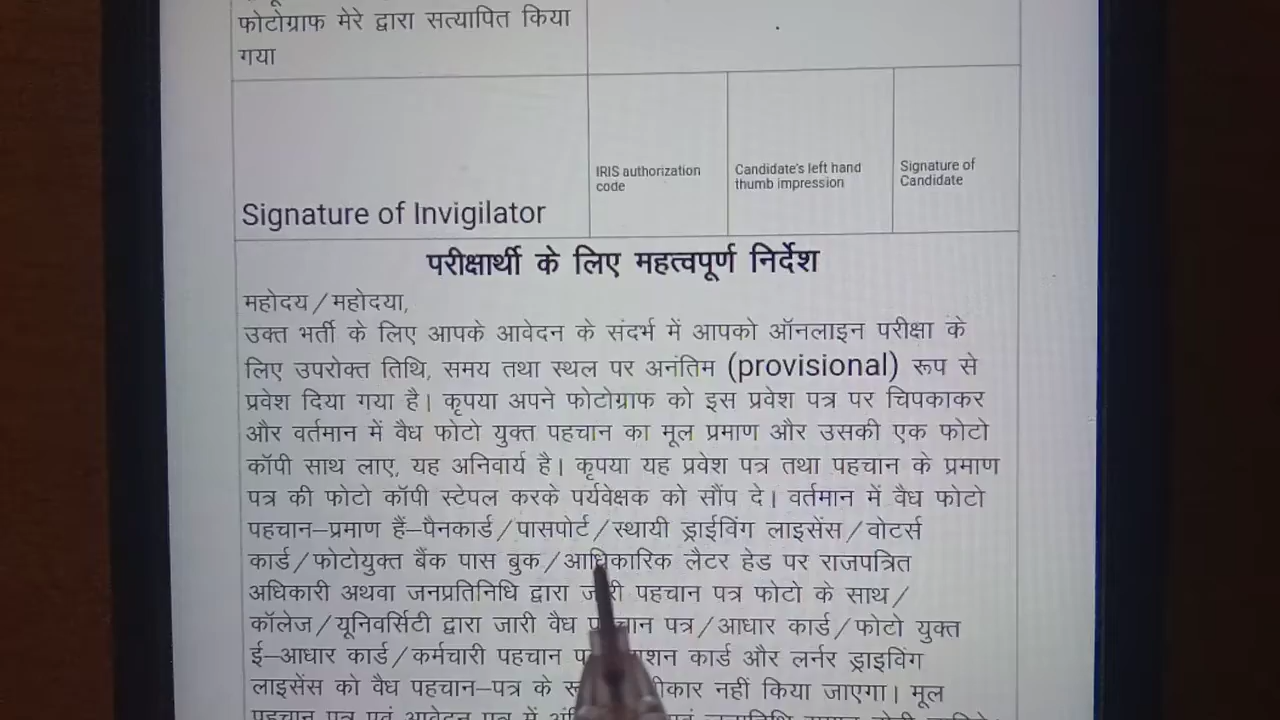 फोटोग्राफ मेरे द्वारा सत्यापित किया
गया
Signature of Invigilator
IRIS authorization
code
Candidate's left hand
thumb impression
Signature of
Candidate
परीक्षार्थी के लिए महत्वपूर्ण निर्देश
महोदय/महोदया,
उक्त भर्ती के लिए आपके आवेदन के संदर्भ में आपको ऑनलाइन परीक्षा के
लिए उपरोक्त तिथि, समय तथा स्थल पर अनंतिम (provisional) रूप से
प्रवेश दिया गया है। कृपया अपने फोटोग्राफ को इस प्रवेश पत्र पर चिपकाकर
और वर्तमान में वैध फोटो युक्त पहचान का मूल प्रमाण और उसकी एक फोटो
कॉपी साथ लाए, यह अनिवार्य है। कृपया यह प्रवेश पत्र तथा पहचान के प्रमाण
पत्र की फोटो कॉपी स्टेपल करके पर्यवेक्षक को सौंप दे। वर्तमान में वैध फोटो
पहचान–प्रमाण हैं–पैनकार्ड/पासपोर्ट/स्थायी ड्राईविंग लाइसेंस/वोटर्स
कार्ड/फोटोयुक्त बैंक पास बुक/आधिकारिक लैटर हेड पर राजपत्रित
अधिकारी अथवा जनप्रतिनिधि द्वारा जारी पहचान पत्र फोटो के साथ/
कॉलेज/यूनिवर्सिटी द्वारा जारी वैध पहचान पत्र/आधार कार्ड/फोटो युक्त
ई–आधार कार्ड/कर्मचारी पहचान कार्ड और लर्नर ड्राइविंग
लाइसेंस को वैध पहचान–पत्र के नहीं किया जाएगा। मूल
पहचान पत्र एवं आवेदन पत्र में